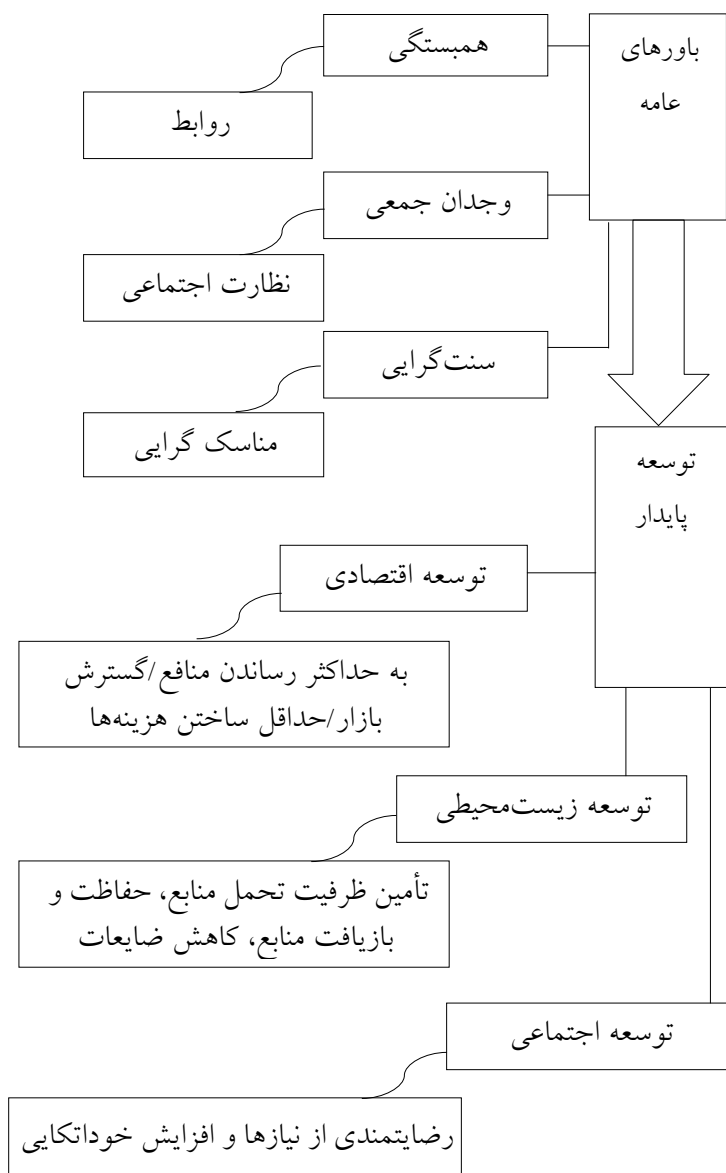 باورهای
عامه
همبستگی
روابط
وجدان جمعی
نظارت اجتماعی
سنت‌گرایی
مناسک گرایی
توسعه
پایدار
توسعه اقتصادی
به حداکثر رساندن منافع/گسترش
بازار/حداقل ساختن هزینه‌ها
توسعه زیست‌محیطی
تأمین ظرفیت تحمل منابع، حفاظت و
بازیافت منابع، کاهش ضایعات
توسعه اجتماعی
رضایتمندی از نیازها و افزایش خوداتکایی